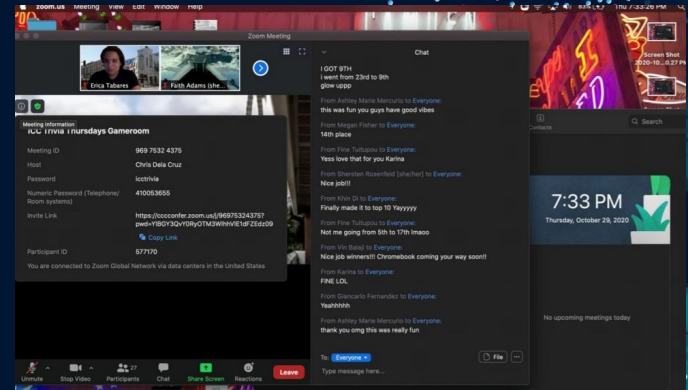 zoom.us Meeting View Edit Window Help
83% Thu 7:33:26 PM
Zoom Meeting
Erica Tabares
Faith Adams (she...
Meeting information
ICC Trivia Thursdays Gameroom
Meeting ID 969 7532 4375
Host Chris Dela Cruz
Password icctrivia
Numeric Password (Telephone/
Room systems) 410053655
Invite Link https://cccconfer.zoom.us/j/96975324375?
Copy Link
Participant ID 577170
You are connected to Zoom Global Network via data centers in the United States
Unmute
Stop Video
Participants
27
Chat
Share Screen
Reactions
Leave
Chat
I GOT 9TH
i went from 23rd to 9th
glow uppp
From Ashley Marie Mercurio to Everyone:
this was fun you guys have good vibes
From Megan Fisher to Everyone:
14th place
From Fine Tuitupou to Everyone:
Yess love that for you Karina
From Shersten Rosenfeld [she/her] to Everyone:
Nice job!!!
From Khin Di to Everyone:
Finally made it to top 10 Yayyyyy
From Fine Tuitupou to Everyone:
Not me going from 5th to 17th lmaoo
From Vin Balaji to Everyone:
Nice job winners!!! Chromebook coming your way soon!!
From Karina to Everyone:
FINE LOL
From Giancarlo Fernandez to Everyone:
Yeahhhhh
From Ashley Marie Mercurio to Everyone:
thank you omg this was really fun
To: Everyone
File
Type message here...
Screen Shot
2020-10...0.27 PM
Contacts
Search
7:33 PM
Thursday, October 29, 2020
No upcoming meetings today